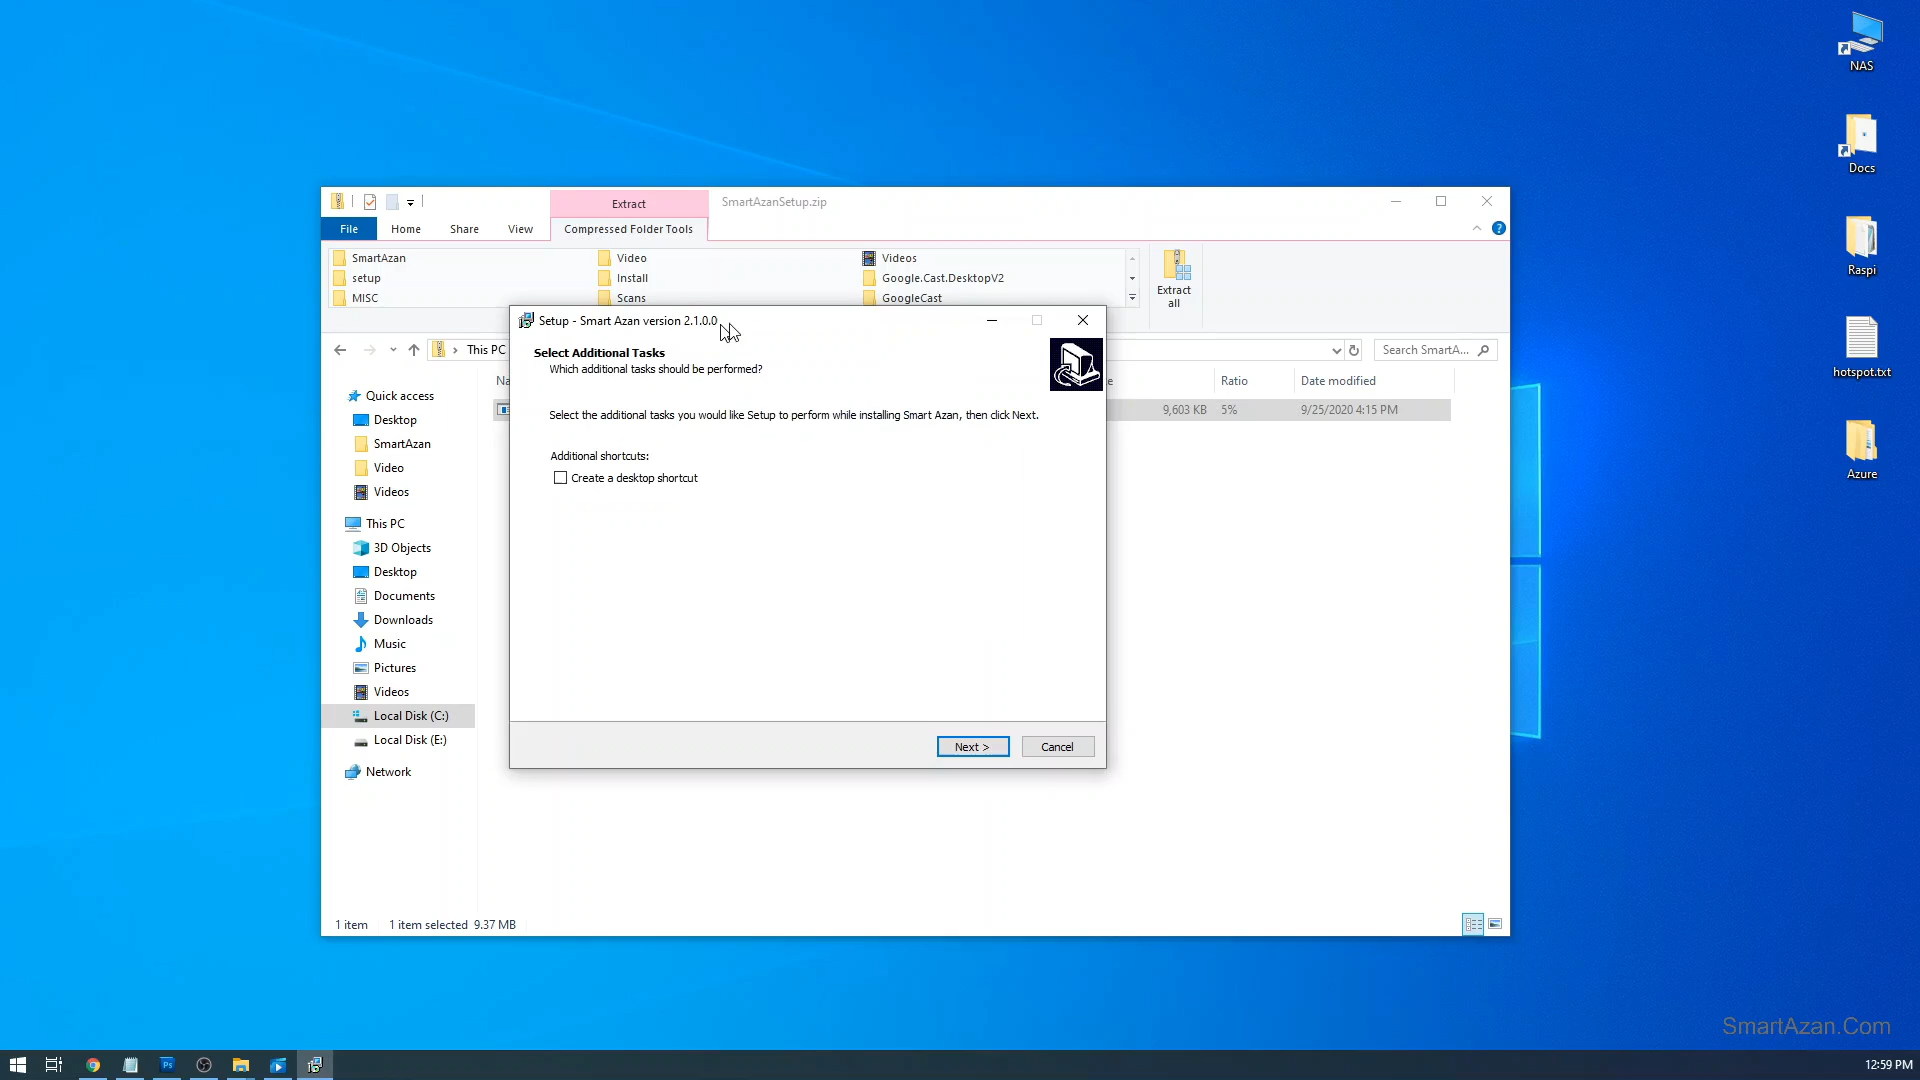 NAS
Docs
Raspi
hotspot.txt
Azure
Extract
SmartAzanSetup.zip
File
Home
Share
View
Compressed Folder Tools
?
SmartAzan
Video
Videos
setup
Install
Google.Cast.DesktopV2
MISC
Scans
GoogleCast
Extract
all
This PC
Search SmartA...
Setup - Smart Azan version 2.1.0.0
Select Additional Tasks
Which additional tasks should be performed?
Select the additional tasks you would like Setup to perform while installing Smart Azan, then click Next.
Additional shortcuts:
Create a desktop shortcut
Next >
Cancel
Ratio
Date modified
9,603 KB
5%
9/25/2020 4:15 PM
Quick access
Desktop
SmartAzan
Video
Videos
This PC
3D Objects
Desktop
Documents
Downloads
Music
Pictures
Videos
Local Disk (C:)
Local Disk (E:)
Network
1 item
1 item selected
9.37 MB
SmartAzan.Com
Ps
12:59 PM